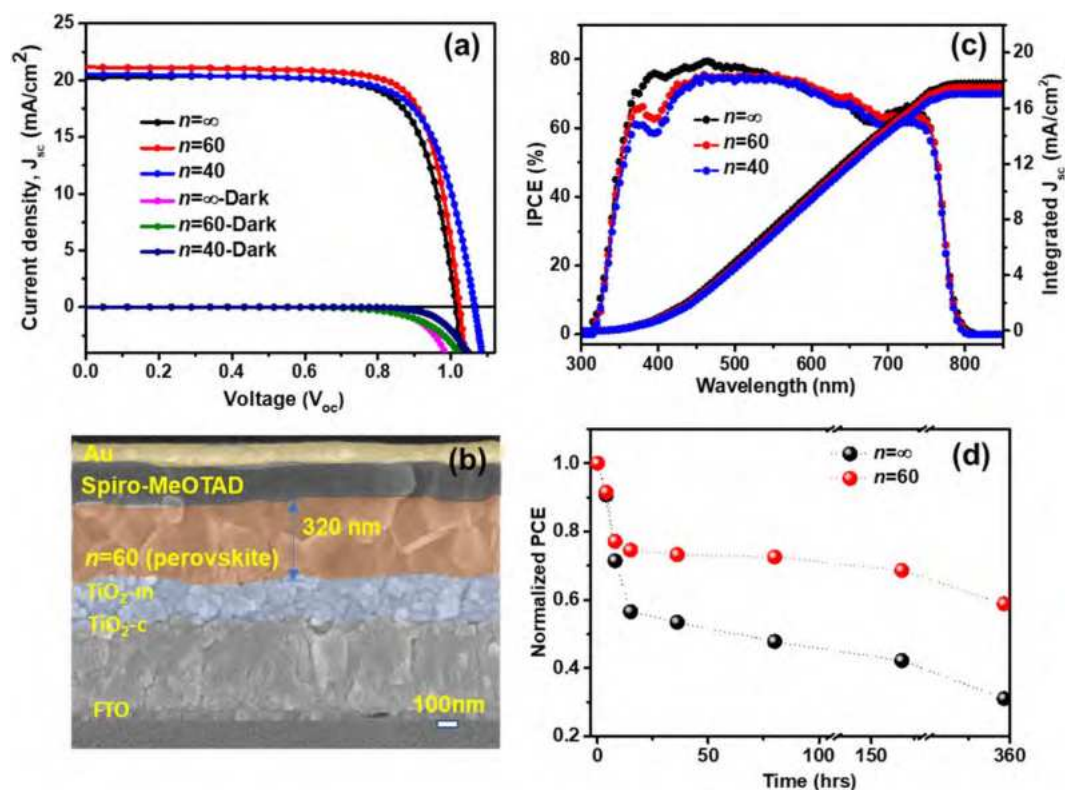 (a)
Current density, J_sc (mA/cm²)
25
20
15
10
5
0
n=∞
n=60
n=40
n=∞-Dark
n=60-Dark
n=40-Dark
0.0 0.2 0.4 0.6 0.8 1.0
Voltage (V_oc)
(c)
IPCE (%)
80
60
40
20
0
n=∞
n=60
n=40
20
16
12
8
4
0
Integrated J_sc (mA/cm²)
300 400 500 600 700 800
Wavelength (nm)
(b)
Au
Spiro-MeOTAD
320 nm
n=60 (perovskite)
TiO₂-m
TiO₂-c
FTO
100nm
(d)
Normalized PCE
1.0
0.8
0.6
0.4
0.2
n=∞
n=60
0 50 100 150 360
Time (hrs)